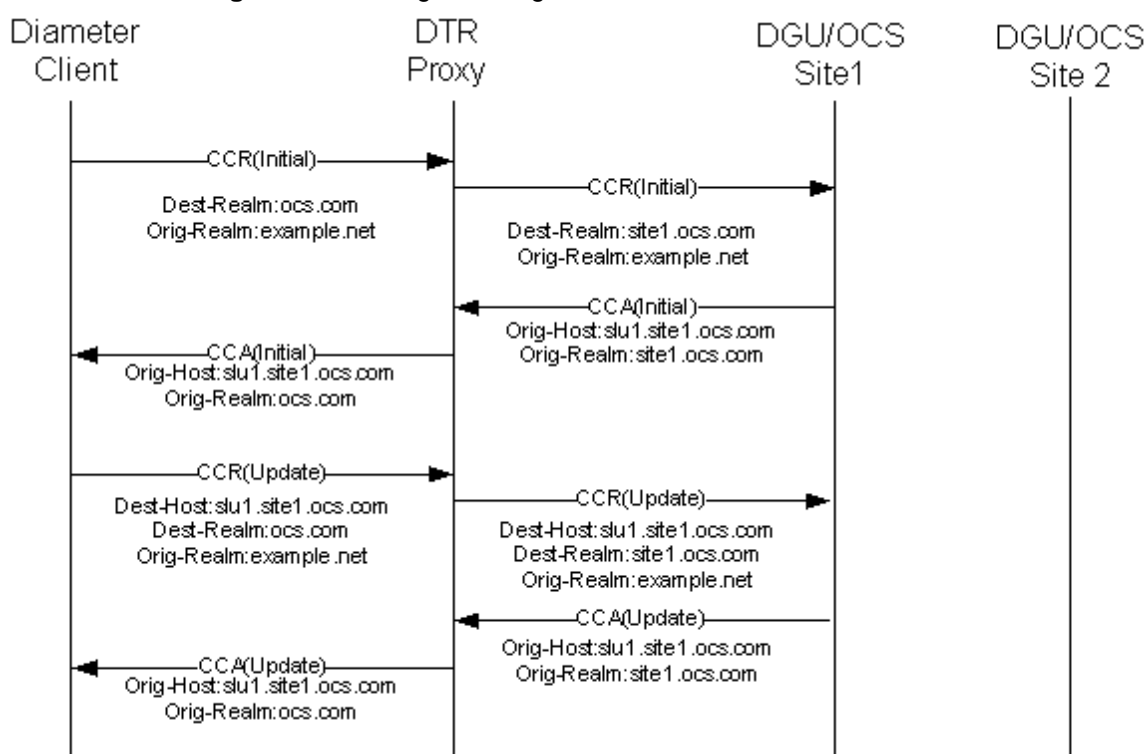 Diameter
Client
DTR
Proxy
DGU/OCS
Site1
DGU/OCS
Site 2
CCR(Initial)
Dest-Realm:ocs.com
Orig-Realm:example.net
CCR(Initial)
Dest-Realm:site1.ocs.com
Orig-Realm:example.net
CCA(Initial)
Orig-Host:slu1.site1.ocs.com
Orig-Realm:site1.ocs.com
CCA(Initial)
Orig-Host:slu1.site1.ocs.com
Orig-Realm:ocs.com
CCR(Update)
Dest-Host:slu1.site1.ocs.com
Dest-Realm:ocs.com
Orig-Realm:example.net
CCR(Update)
Dest-Host:slu1.site1.ocs.com
Dest-Realm:site1.ocs.com
Orig-Realm:example.net
CCA(Update)
Orig-Host:slu1.site1.ocs.com
Orig-Realm:site1.ocs.com
CCA(Update)
Orig-Host:slu1.site1.ocs.com
Orig-Realm:ocs.com